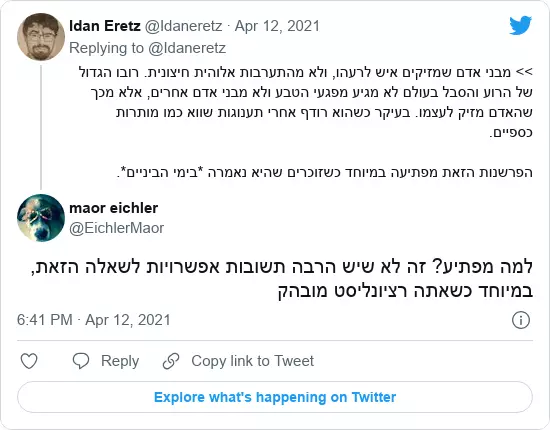 Idan Eretz @Idaneretz · Apr 12, 2021
Replying to @Idaneretz
>> מבני אדם שמזיקים איש לרעהו, ולא מהתערבות אלוהית חיצונית. רובו הגדול
של הרוע והסבל בעולם לא מגיע מפגעי הטבע ולא מבני אדם אחרים, אלא מכך
שהאדם מזיק לעצמו. בעיקר כשהוא רודף אחרי תענוגות שווא כמו מותרות
כספיים.
הפרשנות הזאת מפתיעה במיוחד כשזוכרים שהיא נאמרה *בימי הביניים*.
maor eichler
@EichlerMaor
למה מפתיע? זה לא שיש הרבה תשובות אפשרויות לשאלה הזאת,
במיוחד כשאתה רציונליסט מובהק
6:41 PM · Apr 12, 2021
Reply
Copy link to Tweet
Explore what's happening on Twitter